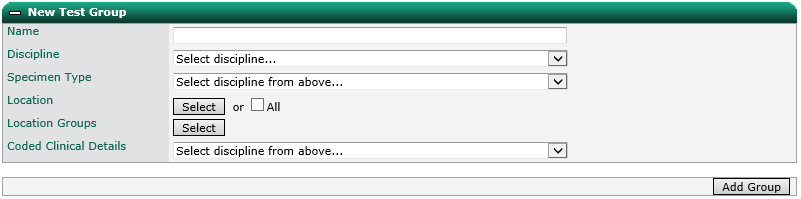 New Test Group
Name
Discipline Select discipline...
Specimen Type Select discipline from above...
Location Select or All
Location Groups Select
Coded Clinical Details Select discipline from above...
Add Group